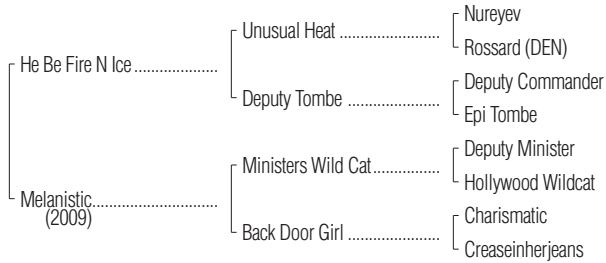 Nureyev
Unusual Heat ..................
Rossard (DEN)
He Be Fire N Ice ...................
Deputy Commander
Deputy Tombe .................
Epi Tombe
Deputy Minister
Ministers Wild Cat.............
Hollywood Wildcat
Melanistic............................
(2009)
Charismatic
Back Door Girl ..................
Creaseinherjeans